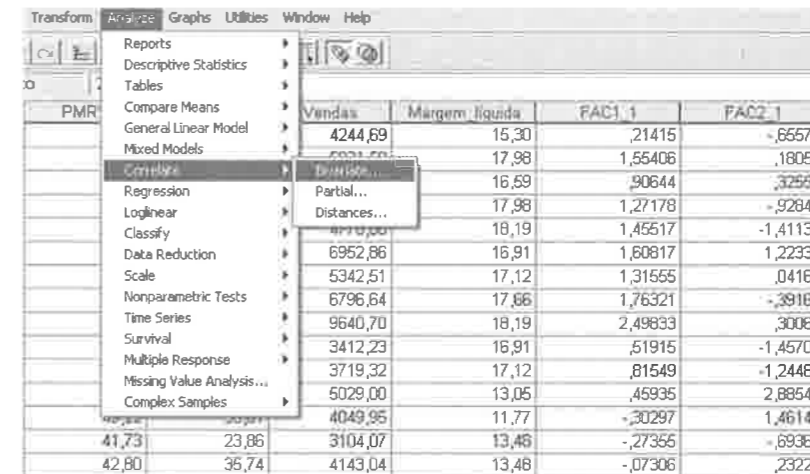 Transform Analyze Graphs Utilities Window Help
Reports
Descriptive Statistics
Tables
Compare Means
General Linear Model
Mixed Models
Correlate
Regression
Loglinear
Classify
Data Reduction
Scale
Nonparametric Tests
Time Series
Survival
Multiple Response
Missing Value Analysis...
Complex Samples
Bivariate...
Partial...
Distances...
PMR Vendas Margem_líquida FAC1_1 FAC2_1
4244,69 15,30 ,21415 -,6557
17,98 1,55406 ,1805
16,59 ,90644 ,3259
17,98 1,27178 -,9284
18,19 1,45517 -1,4113
6952,86 16,91 1,60817 1,2233
5342,51 17,12 1,31555 ,0416
6796,64 17,66 1,76321 -,3916
9640,70 18,19 2,49833 ,3008
3412,23 16,91 ,51915 -1,4570
3719,32 17,12 ,81549 -1,2448
5029,00 13,05 ,45935 2,8854
4049,95 11,77 -,30297 1,4614
41,73 23,86 3104,07 13,48 -,27355 -,6936
42,80 35,74 4143,04 13,48 -,07306 ,2322